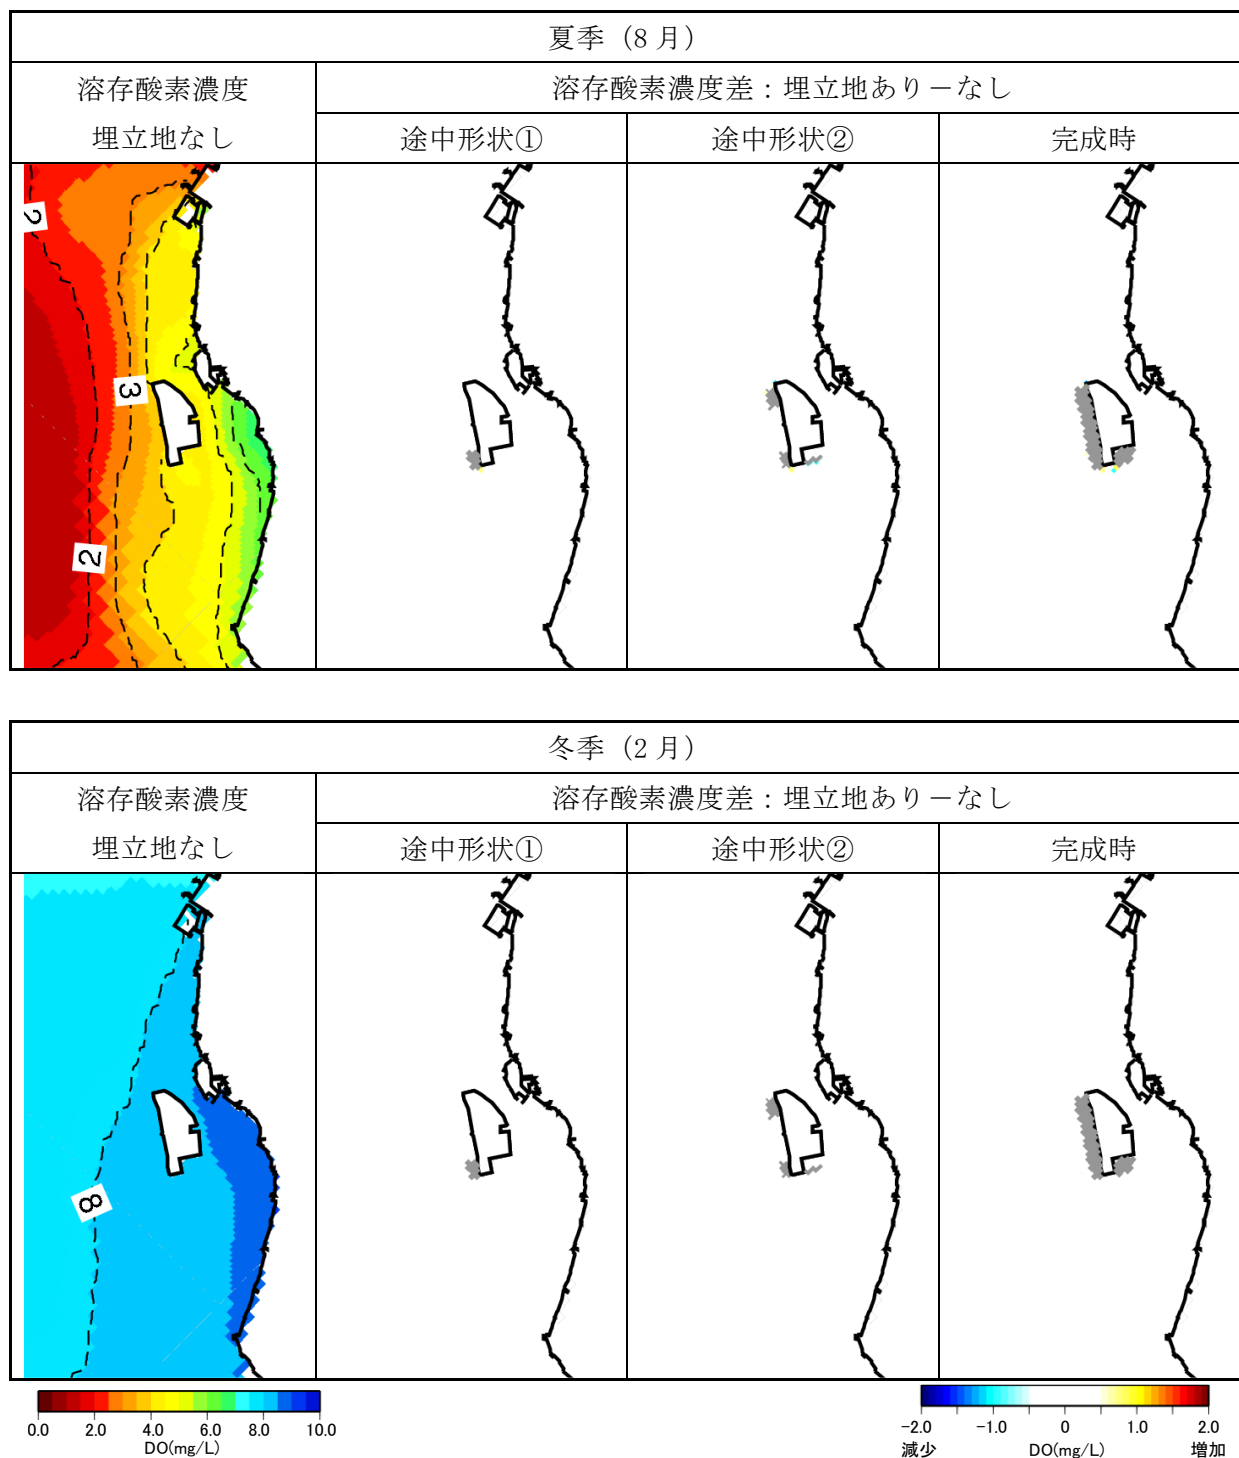 夏季（8 月）
溶存酸素濃度
埋立地なし
溶存酸素濃度差：埋立地あり－なし
途中形状①
途中形状②
完成時
2
3
2
冬季（2 月）
溶存酸素濃度
埋立地なし
溶存酸素濃度差：埋立地あり－なし
途中形状①
途中形状②
完成時
8
0.0 2.0 4.0 6.0 8.0 10.0
DO(mg/L)
-2.0 -1.0 0 1.0 2.0
減少 DO(mg/L) 増加